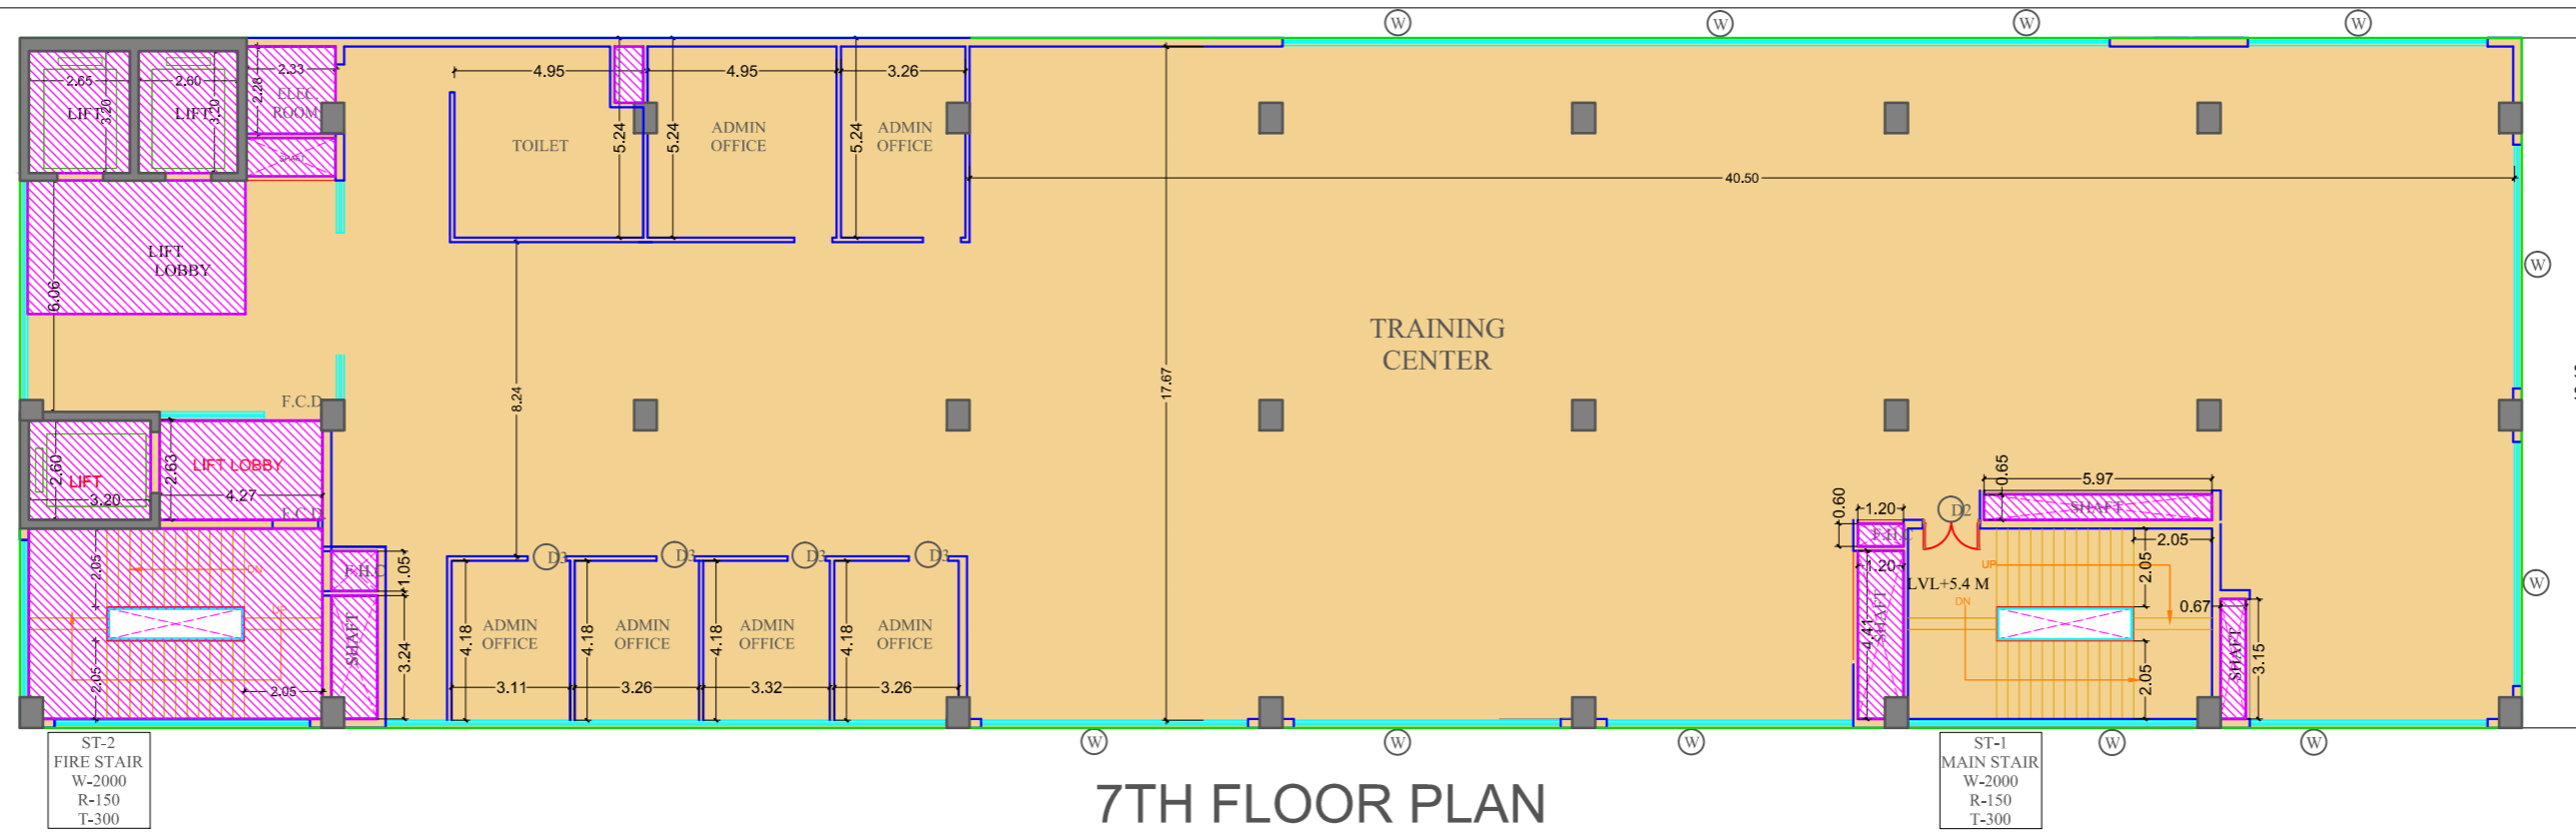 W
W
W
W
2.65
2.60
2.33
4.95
4.95
3.26
2.28
ELEC.
ROOM
LIFT
3.20
LIFT
3.20
TOILET
5.24
5.24
ADMIN
OFFICE
5.24
ADMIN
OFFICE
SHAFT
40.50
LIFT
LOBBY
6.06
W
TRAINING
CENTER
17.67
8.24
F.C.D.
LIFT LOBBY
2.60
LIFT
3.20
2.63
4.27
F.C.D.
0.65
5.97
SHAFT
1.20
0.60
D2
F.H.C
2.05
DN
F.H.C
1.05
D3
D3
D3
D3
1.20
UP
2.05
2.05
LVL+5.4 M
DN
0.67
W
UP
SHAFT
3.24
2.05
2.05
4.18
ADMIN
OFFICE
4.18
ADMIN
OFFICE
4.18
ADMIN
OFFICE
4.18
ADMIN
OFFICE
3.11
3.26
3.32
3.26
4.41
SHAFT
2.05
SHAFT
3.15
W
W
W
W
W
ST-2
FIRE STAIR
W-2000
R-150
T-300
7TH FLOOR PLAN
ST-1
MAIN STAIR
W-2000
R-150
T-300